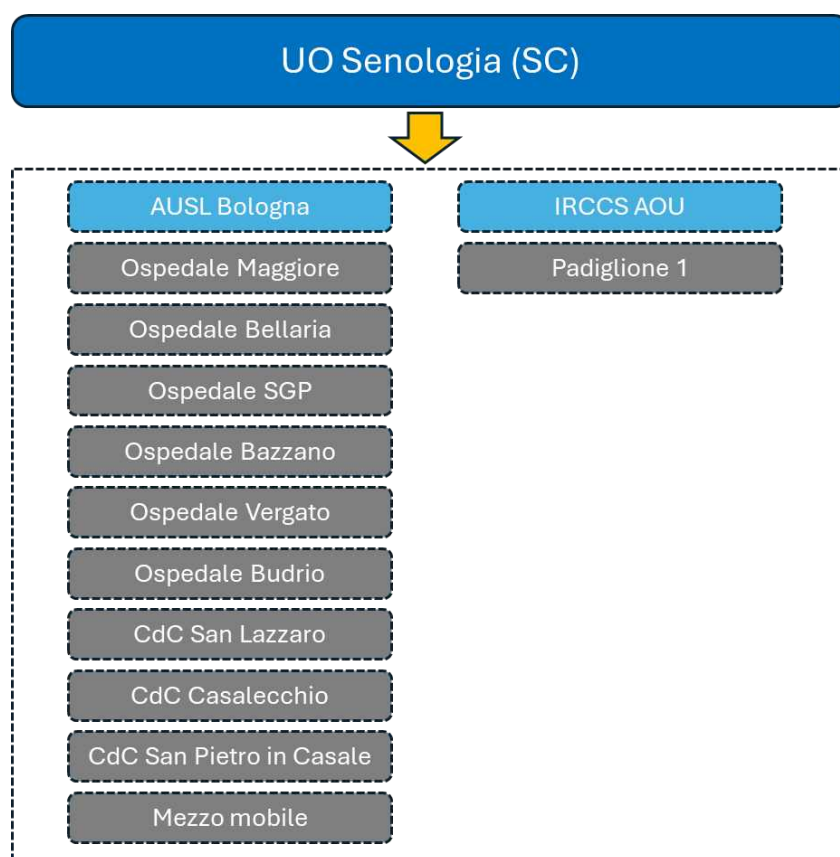 UO Senologia (SC)
AUSL Bologna
Ospedale Maggiore
Ospedale Bellaria
Ospedale SGP
Ospedale Bazzano
Ospedale Vergato
Ospedale Budrio
CdC San Lazzaro
CdC Casalecchio
CdC San Pietro in Casale
Mezzo mobile
IRCCS AOU
Padiglione 1